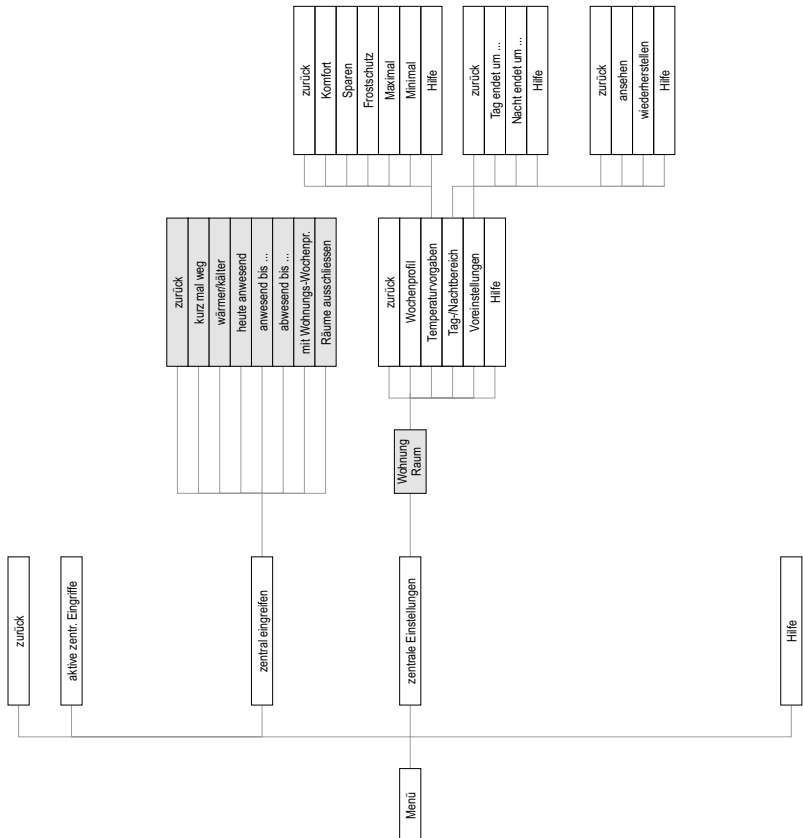 Menü
zurück
aktive zentr. Eingriffe
zentral eingreifen
zentrale Einstellungen
Hilfe
zurück
kurz mal weg
wärmer/kälter
heute anwesend
anwesend bis ...
abwesend bis ...
mit Wohnungs-Wochenpr.
Räume ausschliessen
Wohnung
Raum
zurück
Wochenprofil
Temperaturvorgaben
Tag-/Nachtbereich
Voreinstellungen
Hilfe
zurück
Komfort
Sparen
Frostschutz
Maximal
Minimal
Hilfe
zurück
Tag endet um ...
Nacht endet um ...
Hilfe
zurück
ansehen
wiederherstellen
Hilfe